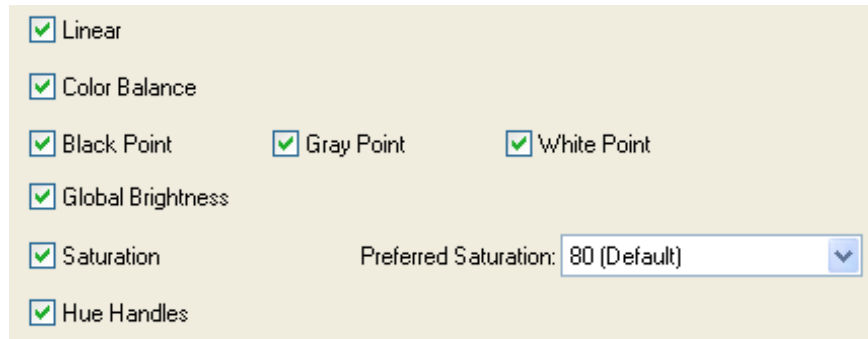 Linear
Color Balance
Black Point Gray Point White Point
Global Brightness
Saturation Preferred Saturation: 80 (Default)
Hue Handles